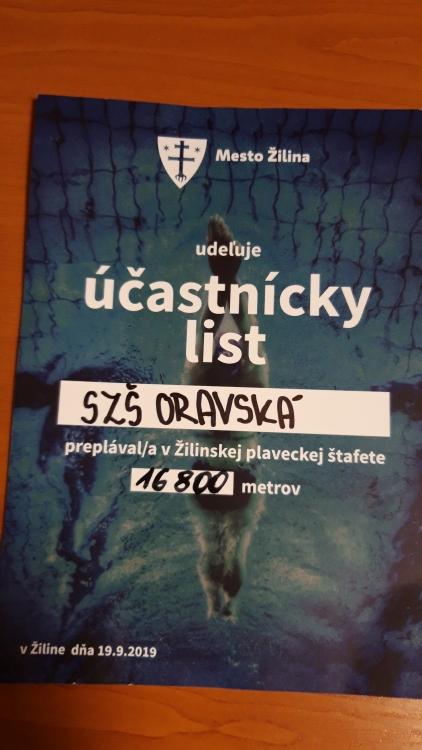 Mesto Žilina
udeľuje
účastnícky
list
SZŠ ORAVSKÁ
preplával/a v Žilinskej plaveckej štafete
16 800 metrov
v Žiline dňa 19.9.2019